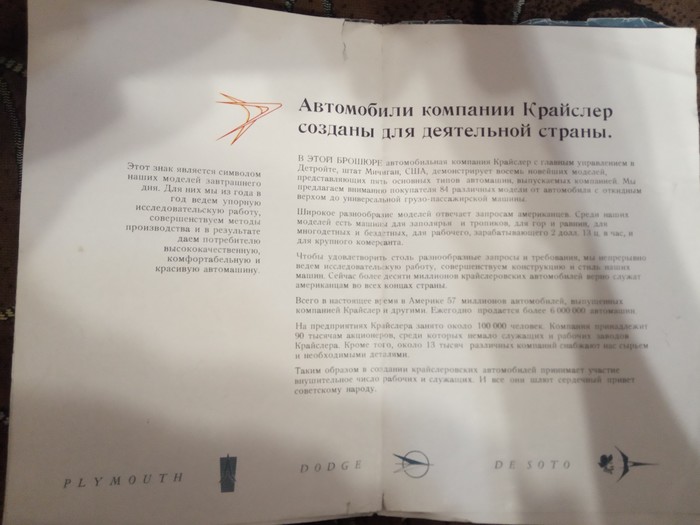 Автомобили компании Крайслер
созданы для деятельной страны.
Этот знак является символом
наших моделей завтрашнего
дня. Для них мы из года в
год ведем упорную
исследовательскую работу,
совершенствуем методы
производства и в результате
даем потребителю
высококачественную,
комфортабельную и
красивую автомашину.
В ЭТОЙ БРОШЮРЕ автомобильная компания Крайслер с главным управлением в
Детройте, штат Мичиган, США, демонстрирует восемь новейших моделей,
представляющих пять основных типов автомашин, выпускаемых компанией. Мы
предлагаем вниманию покупателя 84 различных модели от автомобиля с откидным
верхом до универсальной грузо-пассажирской машины.
Широкое разнообразие моделей отвечает запросам американцев. Среди наших
моделей есть машины для заполярья и тропиков, для гор и равнин, для
многодетных и бездетных, для рабочего, зарабатывающего 2 долл. 13 ц. в час, и
для крупного комерсанта.
Чтобы удовлетворить столь разнообразные запросы и требования, мы непрерывно
ведем исследовательскую работу, совершенствуем конструкцию и стиль наших
машин. Сейчас более десяти миллионов крайслеровских автомобилей верно служат
американцам во всех концах страны.
Всего в настоящее время в Америке 57 миллионов автомобилей, выпущенных
компанией Крайслер и другими. Ежегодно продается более 6 000 000 автомашин.
На предприятиях Крайслера занято около 100 000 человек. Компания принадлежит
90 тысячам акционеров, среди которых немало служащих и рабочих заводов
Крайслера. Кроме того, около 13 тысяч различных компаний снабжают нас сырьем
и необходимыми деталями.
Таким образом в создании крайслеровских автомобилей принимает участие
внушительное число рабочих и служащих. И все они шлют сердечный привет
советскому народу.
PLYMOUTH DODGE DE SOTO